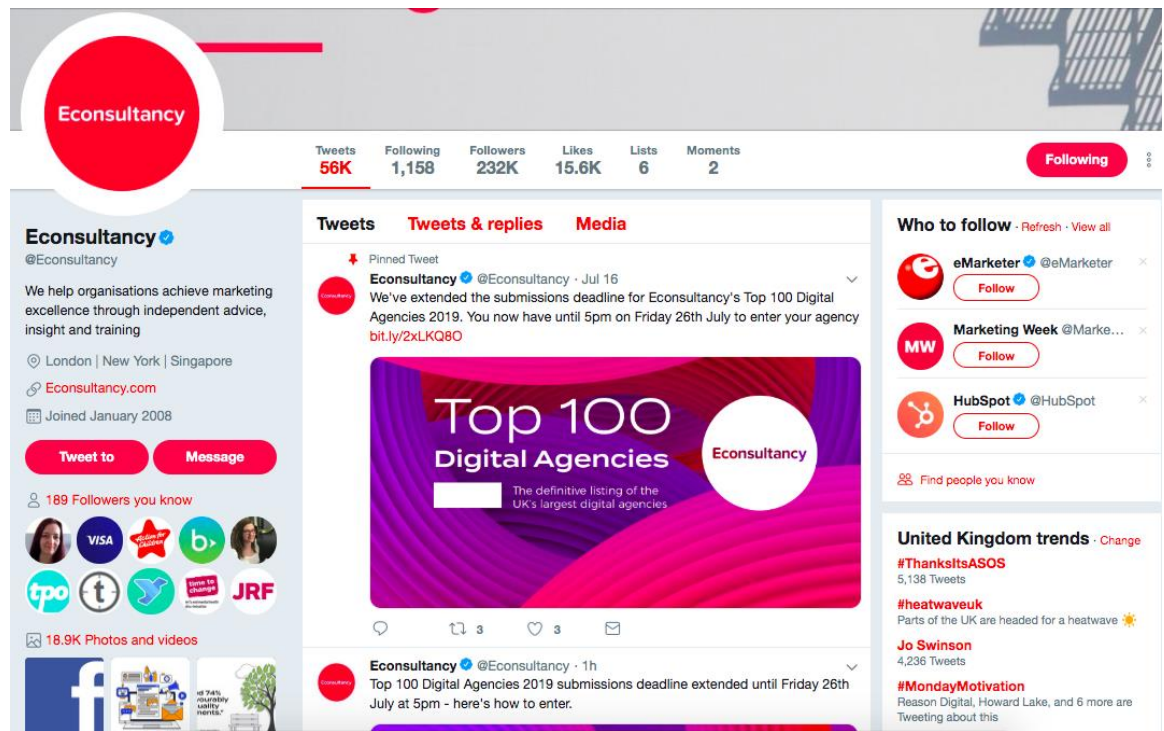 Econsultancy
Tweets
56K
Following
1,158
Followers
232K
Likes
15.6K
Lists
6
Moments
2
Following
Econsultancy
@Econsultancy
We help organisations achieve marketing
excellence through independent advice,
insight and training
London | New York | Singapore
Econsultancy.com
Joined January 2008
Tweet to
Message
189 Followers you know
VISA
Action for
Children
b
tpo
t
time to
change
JRF
18.9K Photos and videos
f
nd 74%
Tweets
Tweets & replies
Media
Pinned Tweet
Econsultancy @Econsultancy · Jul 16
We've extended the submissions deadline for Econsultancy's Top 100 Digital
Agencies 2019. You now have until 5pm on Friday 26th July to enter your agency
bit.ly/2xLKQ8O
Top 100
Digital Agencies
The definitive listing of the
UK's largest digital agencies
Econsultancy
3
3
Econsultancy @Econsultancy · 1h
Top 100 Digital Agencies 2019 submissions deadline extended until Friday 26th
July at 5pm - here's how to enter.
Who to follow · Refresh · View all
eMarketer @eMarketer
Follow
MW
Marketing Week @Marke...
Follow
HubSpot @HubSpot
Follow
Find people you know
United Kingdom trends · Change
#ThanksItsASOS
5,138 Tweets
#heatwaveuk
Parts of the UK are headed for a heatwave
Jo Swinson
4,236 Tweets
#MondayMotivation
Reason Digital, Howard Lake, and 6 more are
Tweeting about this